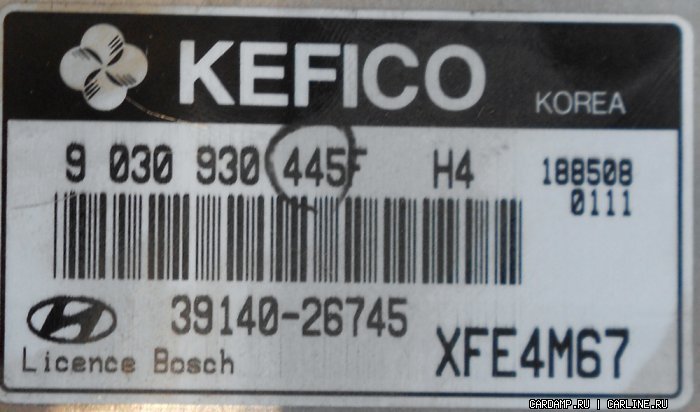 KEFICO KOREA
9 030 930 445F H4 188508
0111
39140-26745
XFE4M67
Licence Bosch
CARDAMP.RU | CARLINE.RU